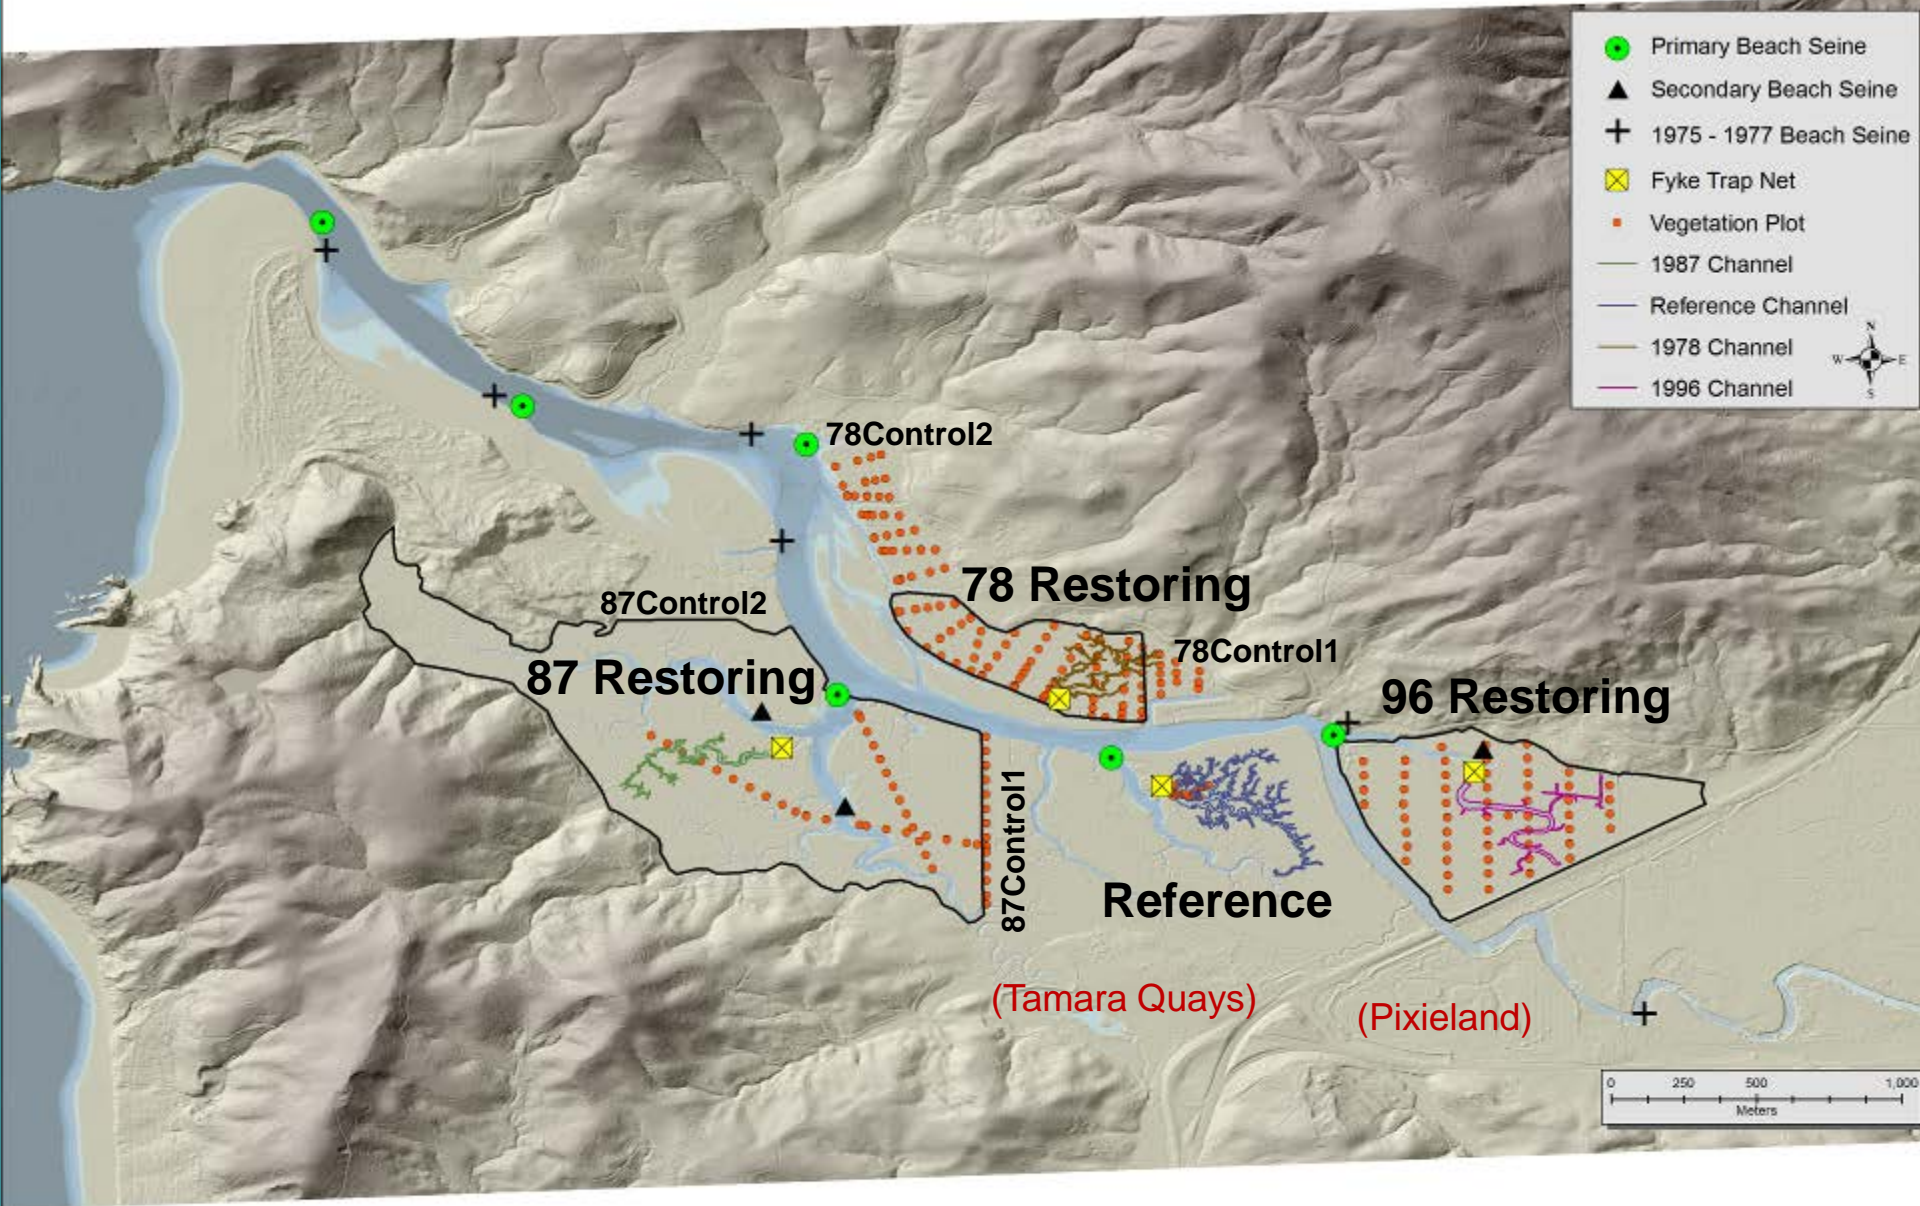 Primary Beach Seine
Secondary Beach Seine
1975 - 1977 Beach Seine
Fyke Trap Net
Vegetation Plot
1987 Channel
Reference Channel
1978 Channel
1996 Channel
N
W E
S
78Control2
78 Restoring
87Control2
78Control1
87 Restoring
96 Restoring
87Control1
Reference
(Tamara Quays)
(Pixieland)
0 250 500 1,000
Meters